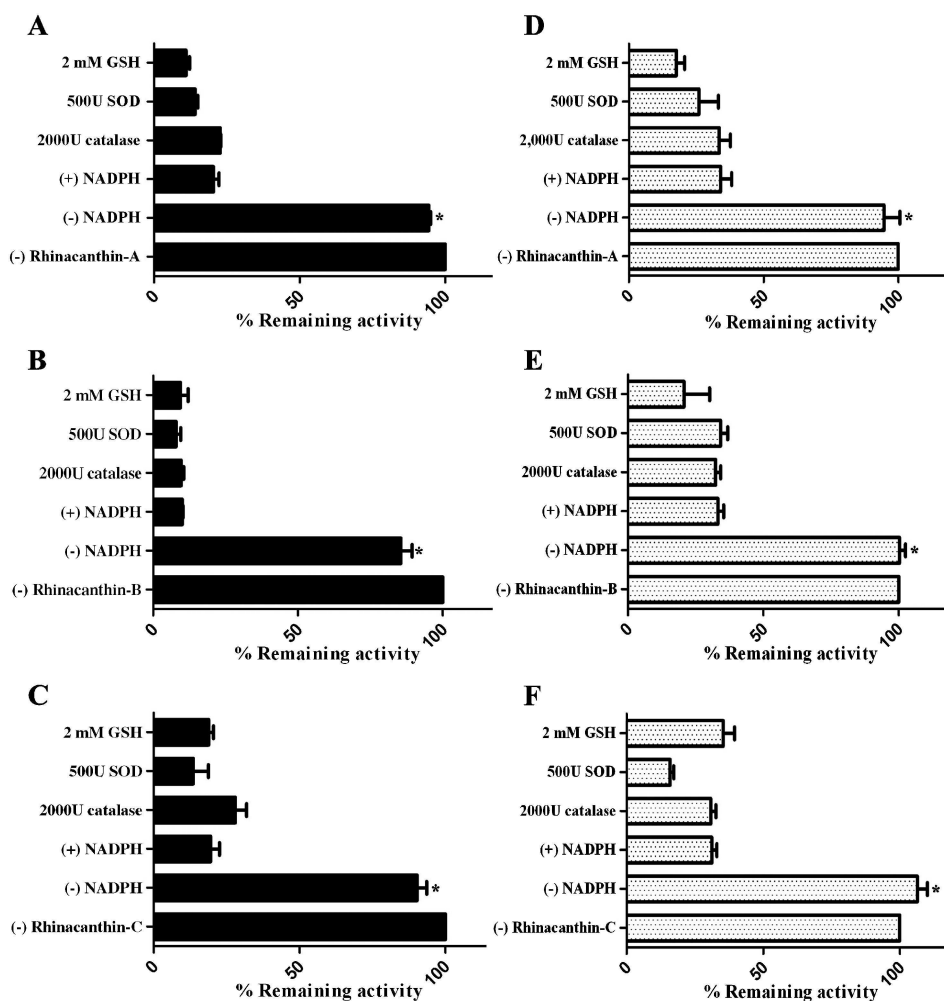 A
2 mM GSH
500U SOD
2000U catalase
(+) NADPH
(-) NADPH
*
(-) Rhinacanthin-A
0
50
100
% Remaining activity
D
2 mM GSH
500U SOD
2,000U catalase
(+) NADPH
(-) NADPH
*
(-) Rhinacanthin-A
0
50
100
% Remaining activity
B
2 mM GSH
500U SOD
2000U catalase
(+) NADPH
(-) NADPH
*
(-) Rhinacanthin-B
0
50
100
% Remaining activity
E
2 mM GSH
500U SOD
2000U catalase
(+) NADPH
(-) NADPH
*
(-) Rhinacanthin-B
0
50
100
% Remaining activity
C
2 mM GSH
500U SOD
2000U catalase
(+) NADPH
(-) NADPH
*
(-) Rhinacanthin-C
0
50
100
% Remaining activity
F
2 mM GSH
500U SOD
2000U catalase
(+) NADPH
(-) NADPH
*
(-) Rhinacanthin-C
0
50
100
% Remaining activity